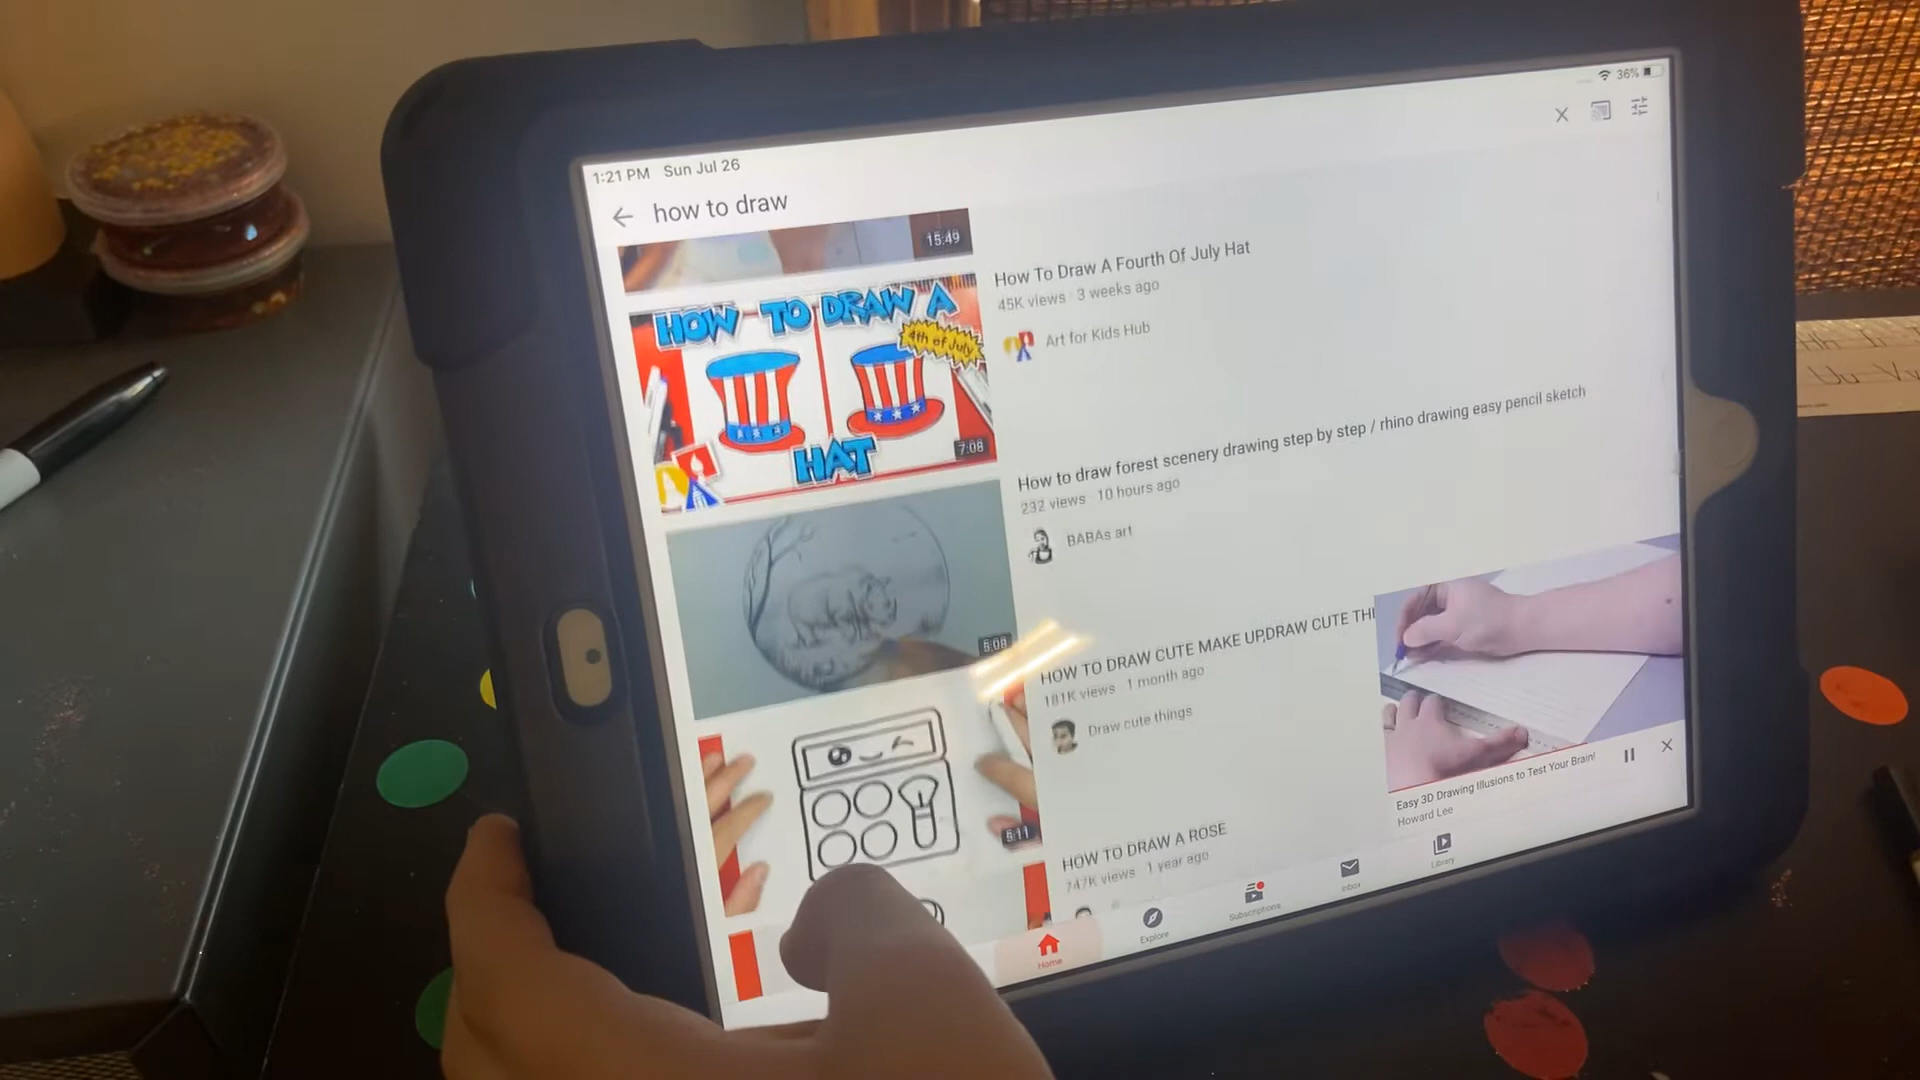 1:21 PM Sun Jul 26
36%
how to draw
15:49
HOW TO DRAW A
4th of July
HAT
7:08
How To Draw A Fourth Of July Hat
45K views · 3 weeks ago
Art for Kids Hub
How to draw forest scenery drawing step by step / rhino drawing easy pencil sketch
232 views · 10 hours ago
BABAs art
HOW TO DRAW CUTE MAKE UP,DRAW CUTE THI
181K views · 1 month ago
Draw cute things
HOW TO DRAW A ROSE
747K views · 1 year ago
Easy 3D Drawing Illusions to Test Your Brain!
Howard Lee
Home
Explore
Subscriptions
Inbox
Library
Hh
Uu Vv